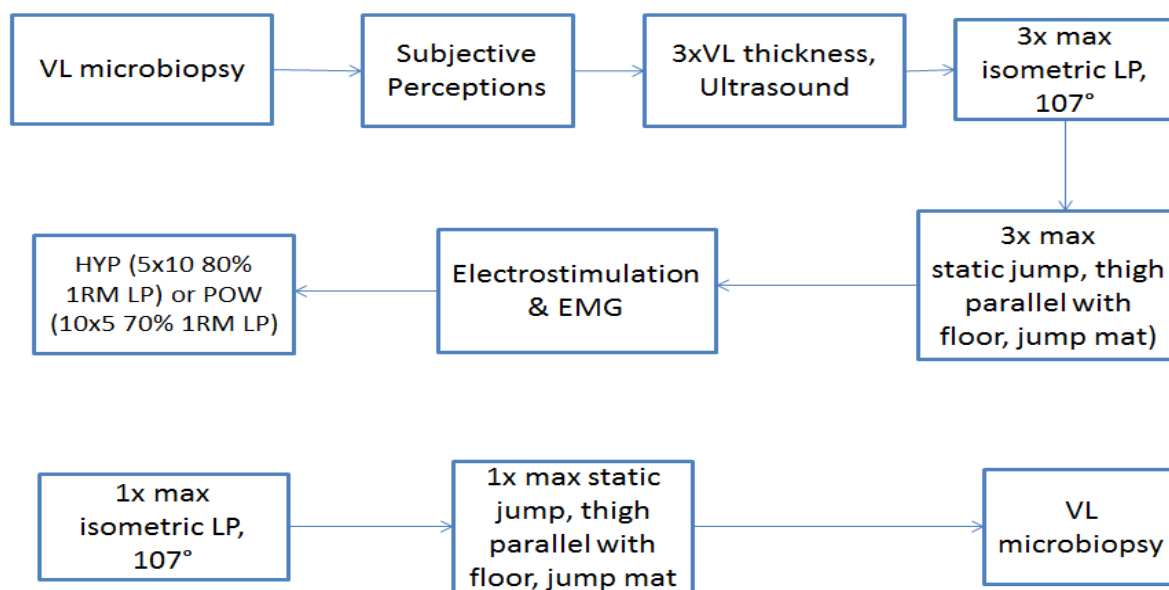 VL microbiopsy
Subjective
Perceptions
3xVL thickness,
Ultrasound
3x max
isometric LP,
107°
3x max
static jump, thigh
parallel with
floor, jump mat)
Electrostimulation
& EMG
HYP (5x10 80%
1RM LP) or POW
(10x5 70% 1RM LP)
1x max
isometric LP,
107°
1x max static
jump, thigh
parallel with
floor, jump mat
VL
microbiopsy